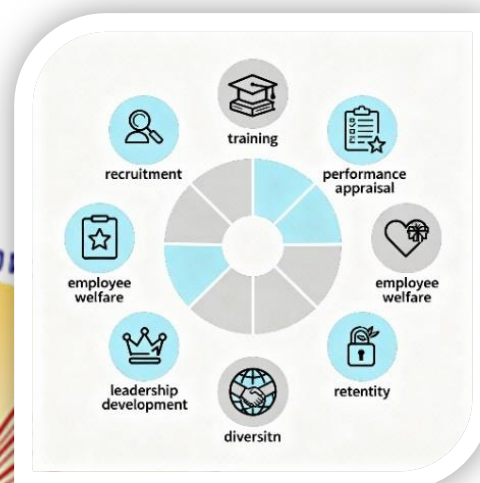 training
recruitment
performance
appraisal
employee
welfare
employee
welfare
leadership
development
retentity
diversitn